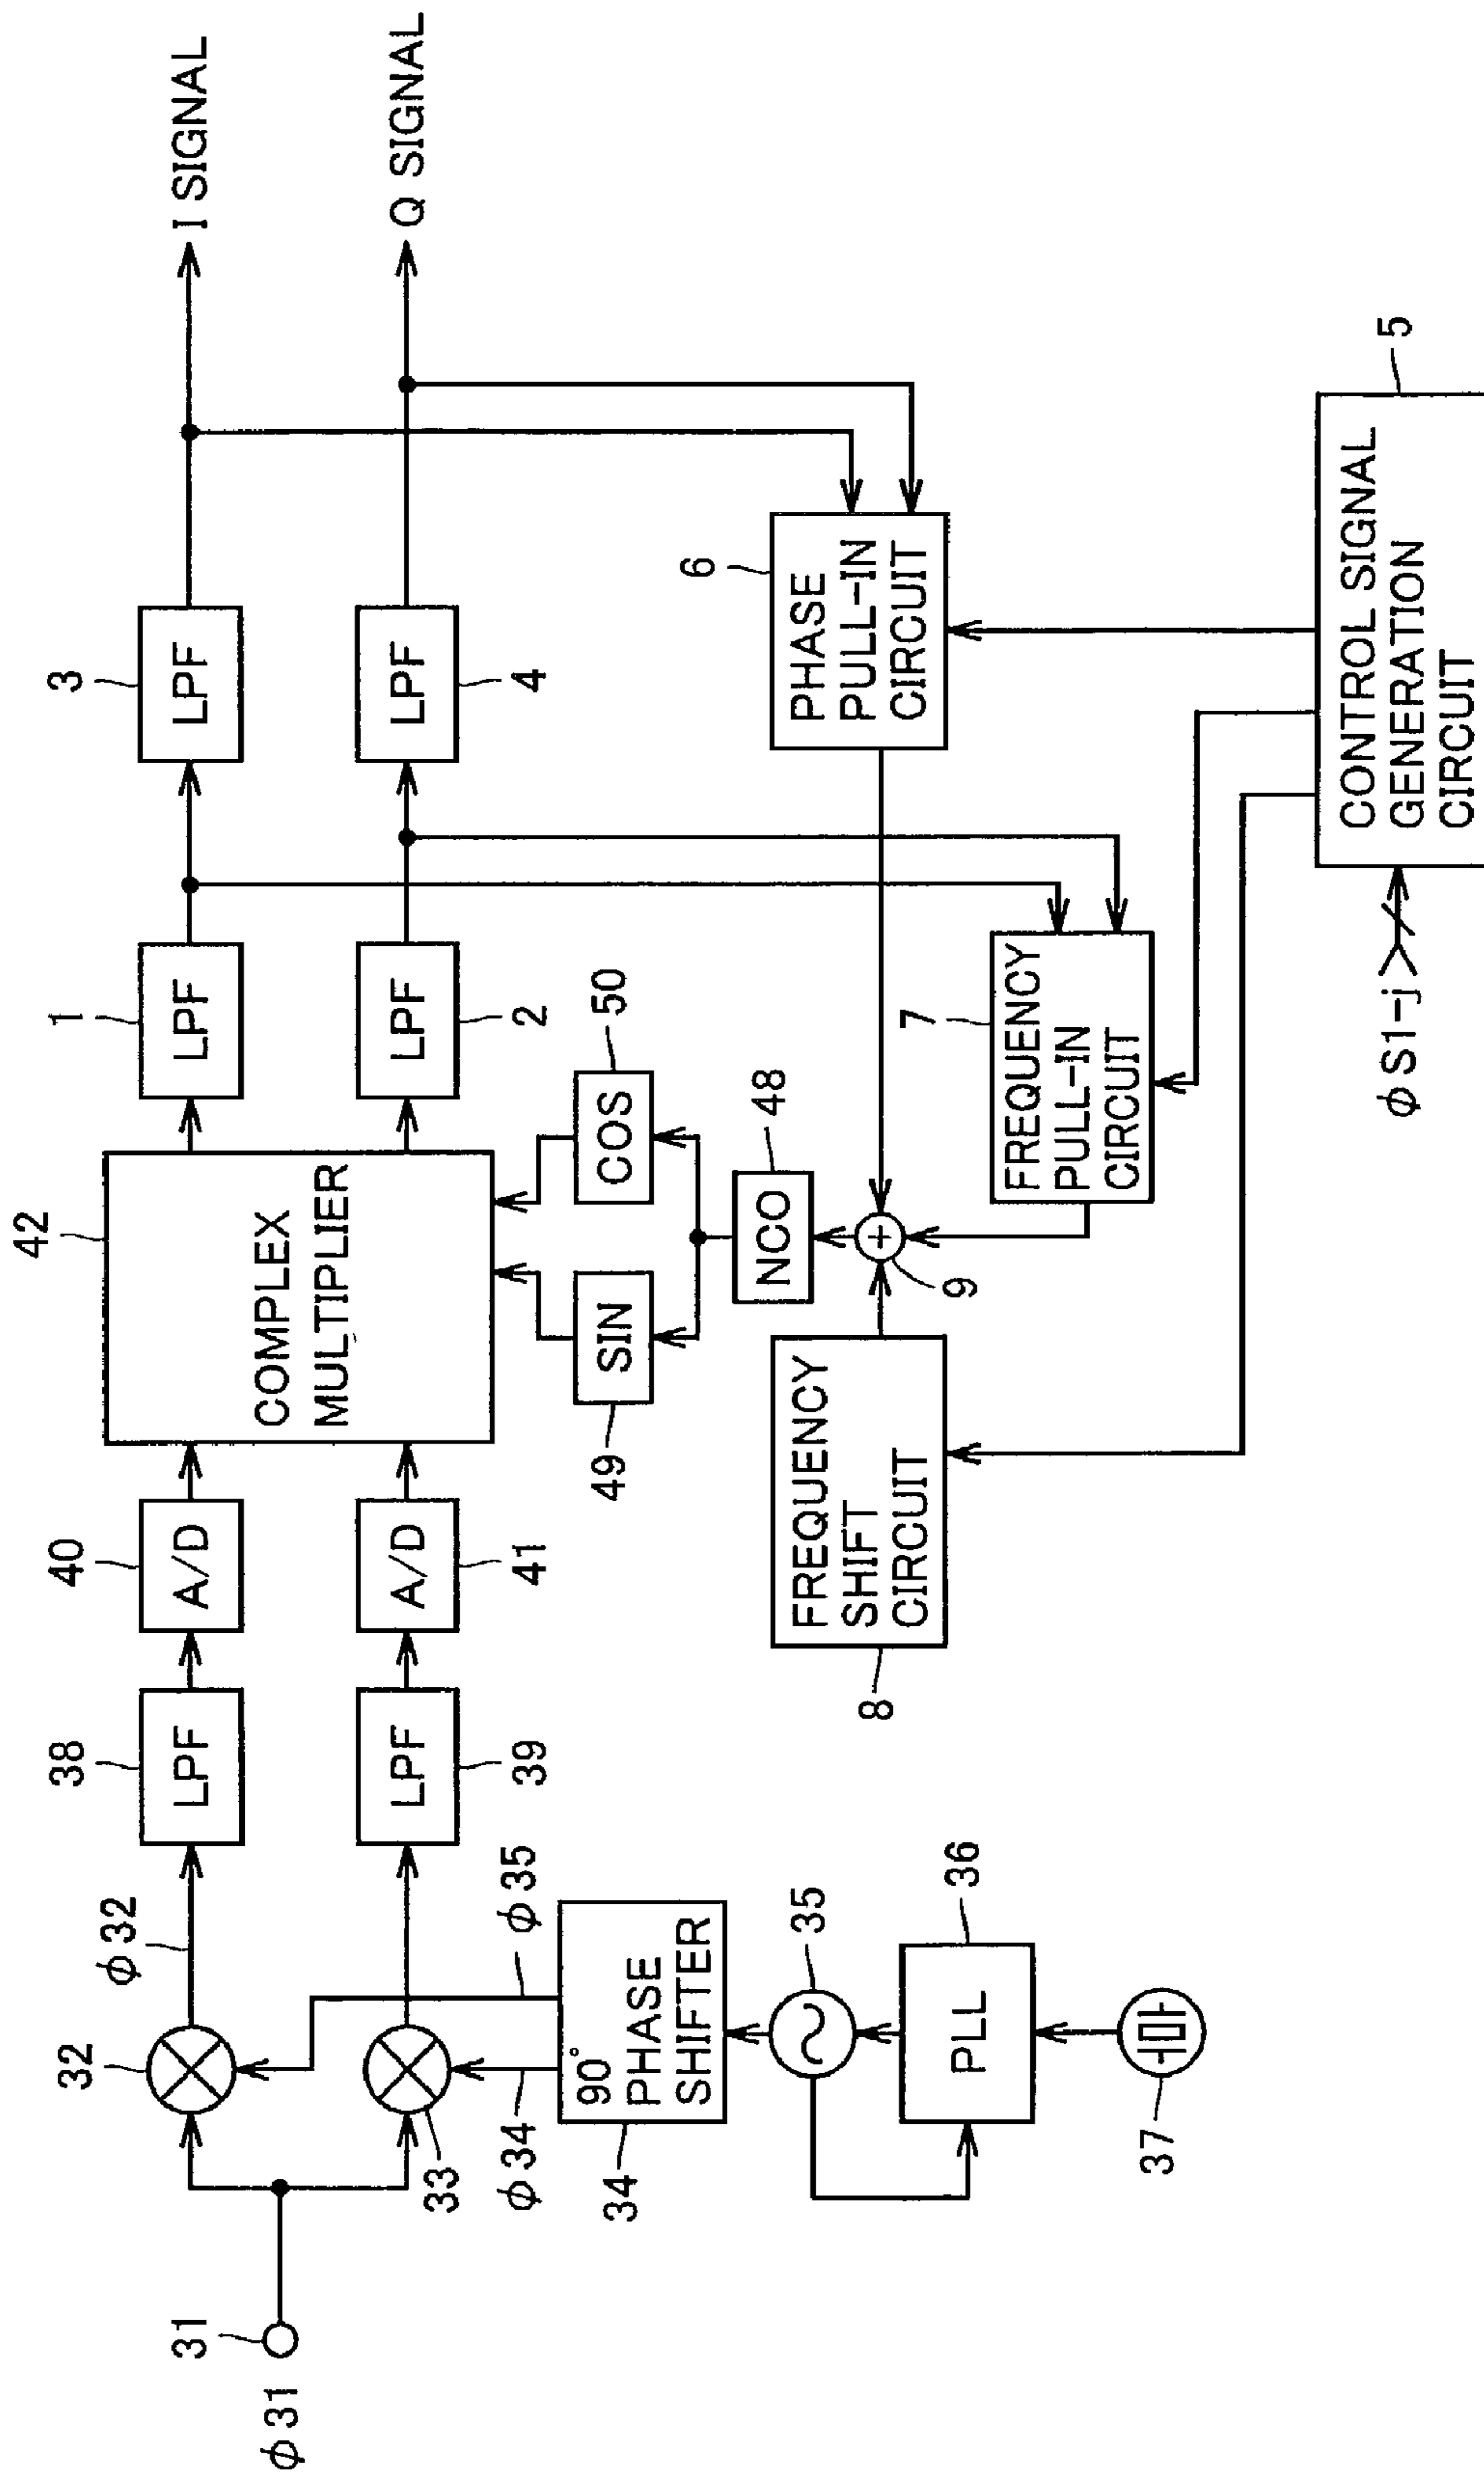 φ31
31
32
φ32
38
LPF
40
A/D
42
COMPLEX
MULTIPLIER
1
LPF
3
LPF
I SIGNAL
33
39
LPF
41
A/D
2
LPF
4
LPF
Q SIGNAL
φ34
φ35
34
90°
PHASE
SHIFTER
35
36
PLL
37
49
SIN
50
COS
48
NCO
9
+
8
FREQUENCY
SHIFT
CIRCUIT
7
FREQUENCY
PULL-IN
CIRCUIT
6
PHASE
PULL-IN
CIRCUIT
φS1-j
5
CONTROL SIGNAL
GENERATION
CIRCUIT